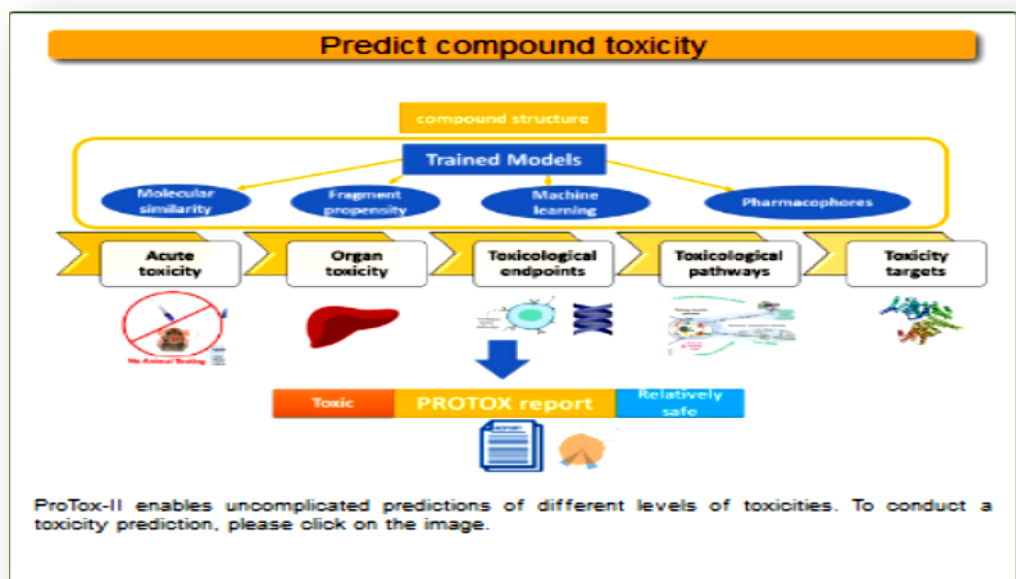 Predict compound toxicity
compound structure
Trained Models
Molecular
similarity
Fragment
propensity
Machine
learning
Pharmacophores
Acute
toxicity
Organ
toxicity
Toxicological
endpoints
Toxicological
pathways
Toxicity
targets
No Animal Testing
Toxic
PROTOX report
Relatively
safe
REPORT
ProTox-II enables uncomplicated predictions of different levels of toxicities. To conduct a
toxicity prediction, please click on the image.